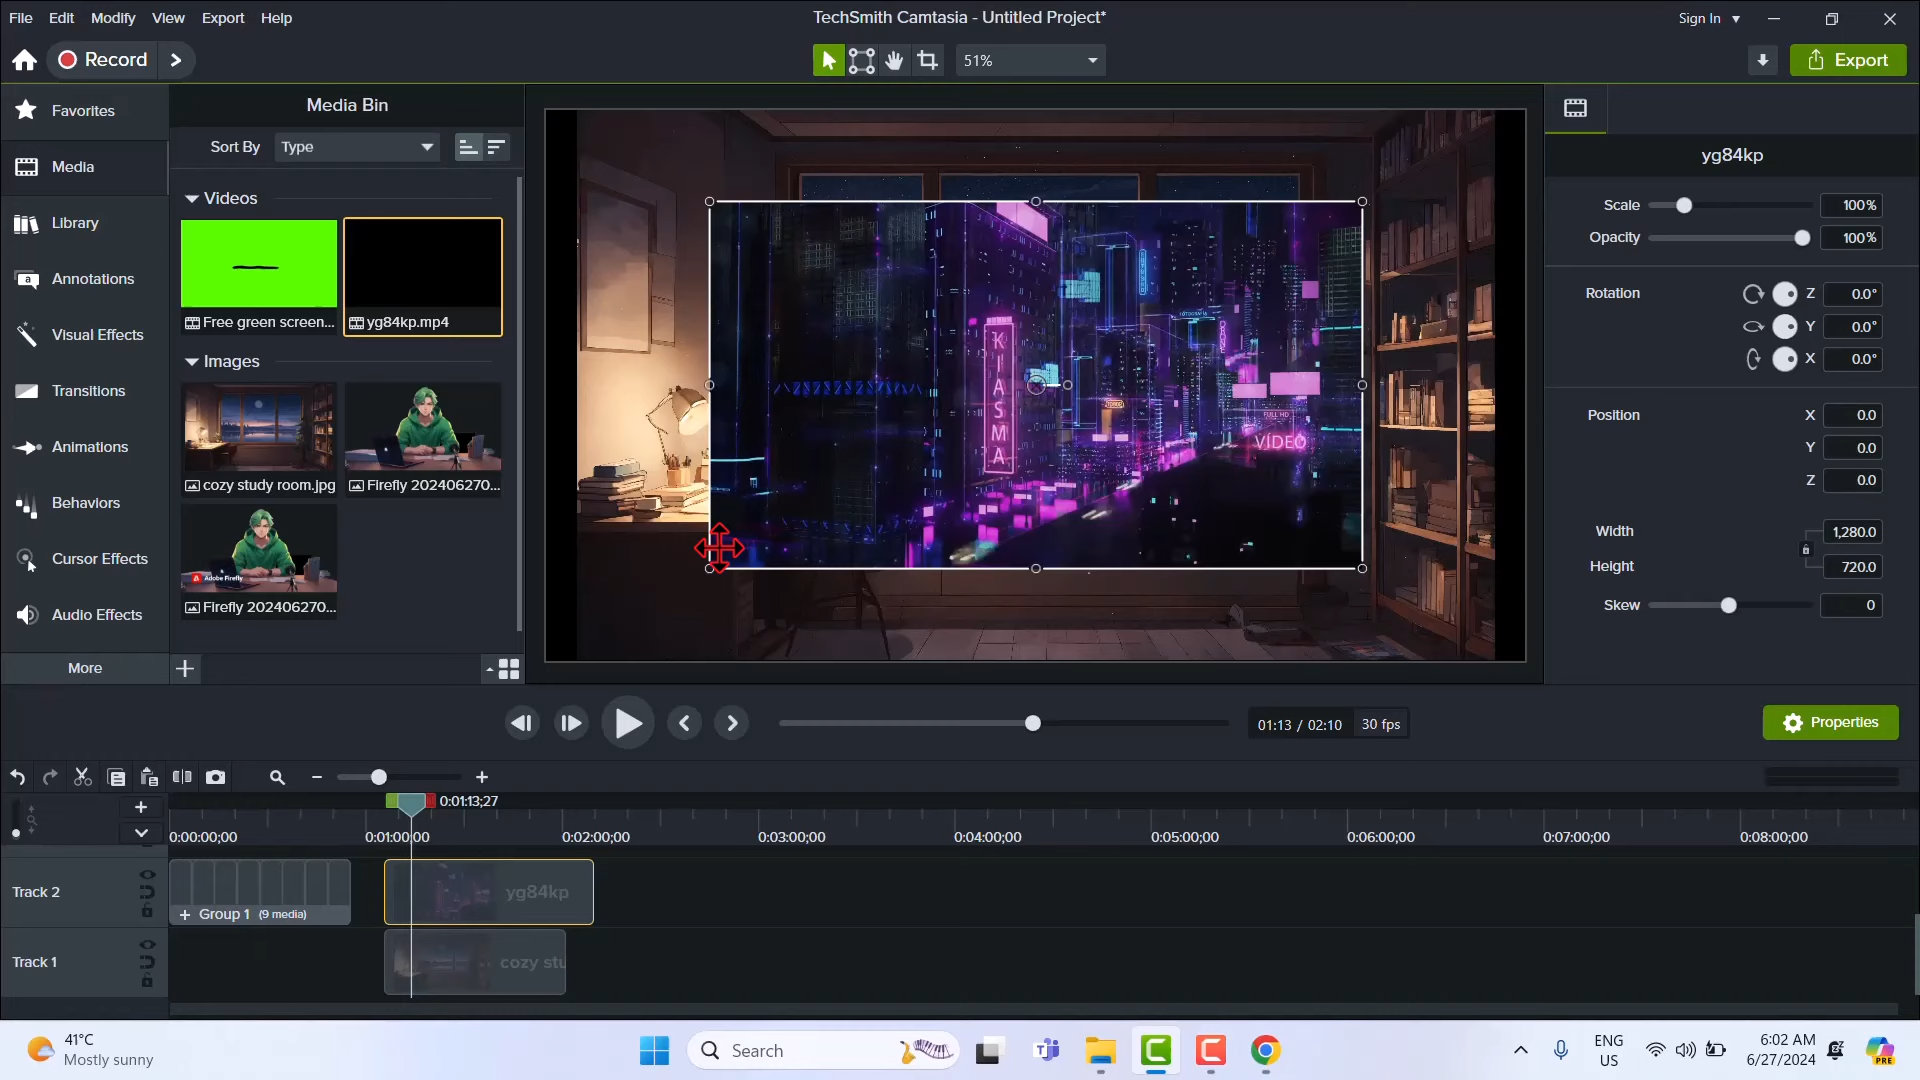 File Edit Modify View Export Help
TechSmith Camtasia - Untitled Project*
Sign In
Record
51%
Export
Favorites
Media
Library
Annotations
Visual Effects
Transitions
Animations
Behaviors
Cursor Effects
Audio Effects
More
Media Bin
Sort By Type
Videos
Free green screen...
yg84kp.mp4
Images
cozy study room.jpg
Firefly 202406270...
Adobe Firefly
Firefly 202406270...
KIASMA
FULL HD
VÍDEO
yg84kp
Scale 100%
Opacity 100%
Rotation Z 0.0°
Y 0.0°
X 0.0°
Position X 0.0
Y 0.0
Z 0.0
Width 1,280.0
Height 720.0
Skew 0
01:13 / 02:10 30 fps
Properties
0:01:13;27
0:00:00;00 0:01:00;00 0:02:00;00 0:03:00;00 0:04:00;00 0:05:00;00 0:06:00;00 0:07:00;00 0:08:00;00
Track 2
+ Group 1 (9 media)
yg84kp
Track 1
cozy stu
41°C
Mostly sunny
Search
ENG
US
6:02 AM
6/27/2024
PRE